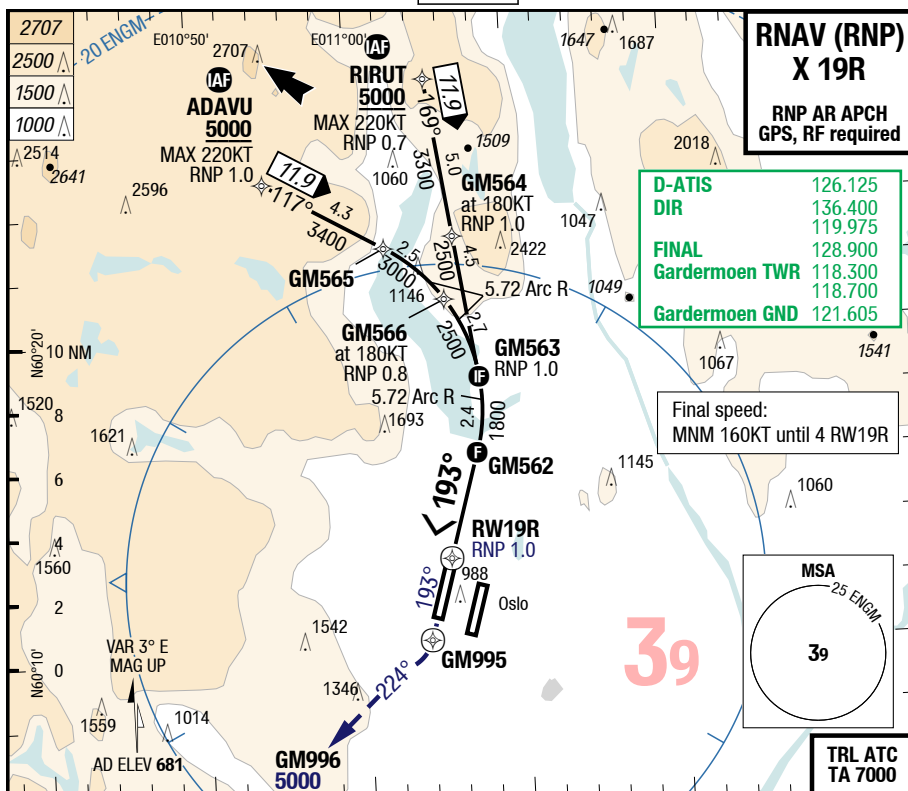 2707
2500
1500
1000
20 ENGM
E010°50'
E011°00'
2707
IAF
ADAVU
5000
MAX 220KT
RNP 1.0
IAF
RIRUT
5000
MAX 220KT
RNP 0.7
11.9
169°
5.0
3300
1509
1060
1647
1687
2018
1047
1049
RNAV (RNP)
X 19R
RNP AR APCH
GPS, RF required
D-ATIS 126.125
DIR 136.400
119.975
FINAL 128.900
Gardermoen TWR 118.300
118.700
Gardermoen GND 121.605
2514
2641
2596
11.9
117°
4.3
3400
GM564
at 180KT
RNP 1.0
2422
GM565
2.5
3000
2500
4.5
5.72 Arc R
1146
GM566
at 180KT
RNP 0.8
2500
2.7
IF
GM563
RNP 1.0
5.72 Arc R
2.4
1800
1693
F
GM562
1541
1067
Final speed:
MNM 160KT until 4 RW19R
N60°20'
10 NM
8
6
4
2
0
N60°10'
1520
1621
1560
1145
1060
193°
RW19R
RNP 1.0
988
Oslo
193°
GM995
224°
GM996
5000
1542
1346
VAR 3° E
MAG UP
1559
1014
AD ELEV 681
39
MSA
25 ENGM
39
TRL ATC
TA 7000